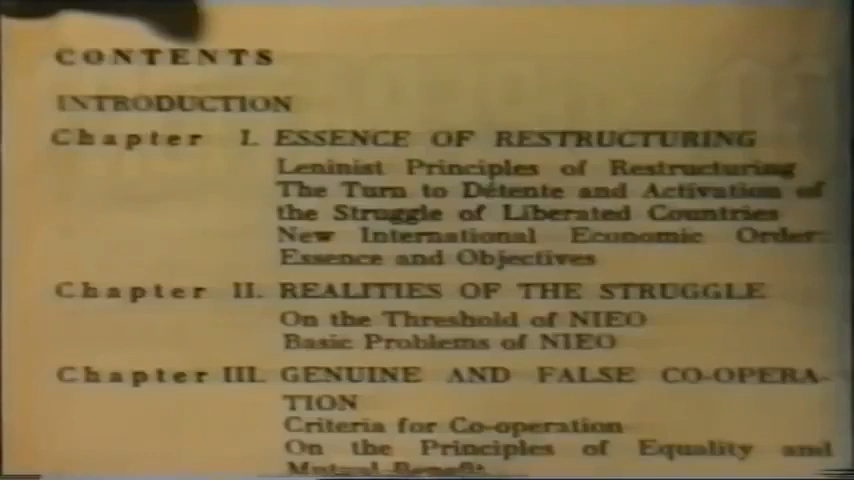 CONTENTS
INTRODUCTION
Chapter I. ESSENCE OF RESTRUCTURING
Leninist Principles of Restructuring
The Turn to Détente and Activation of
the Struggle of Liberated Countries
New International Economic Order:
Essence and Objectives
Chapter II. REALITIES OF THE STRUGGLE
On the Threshold of NIEO
Basic Problems of NIEO
Chapter III. GENUINE AND FALSE CO-OPERA-
TION
Criteria for Co-operation
On the Principles of Equality and
Mutual Benefit